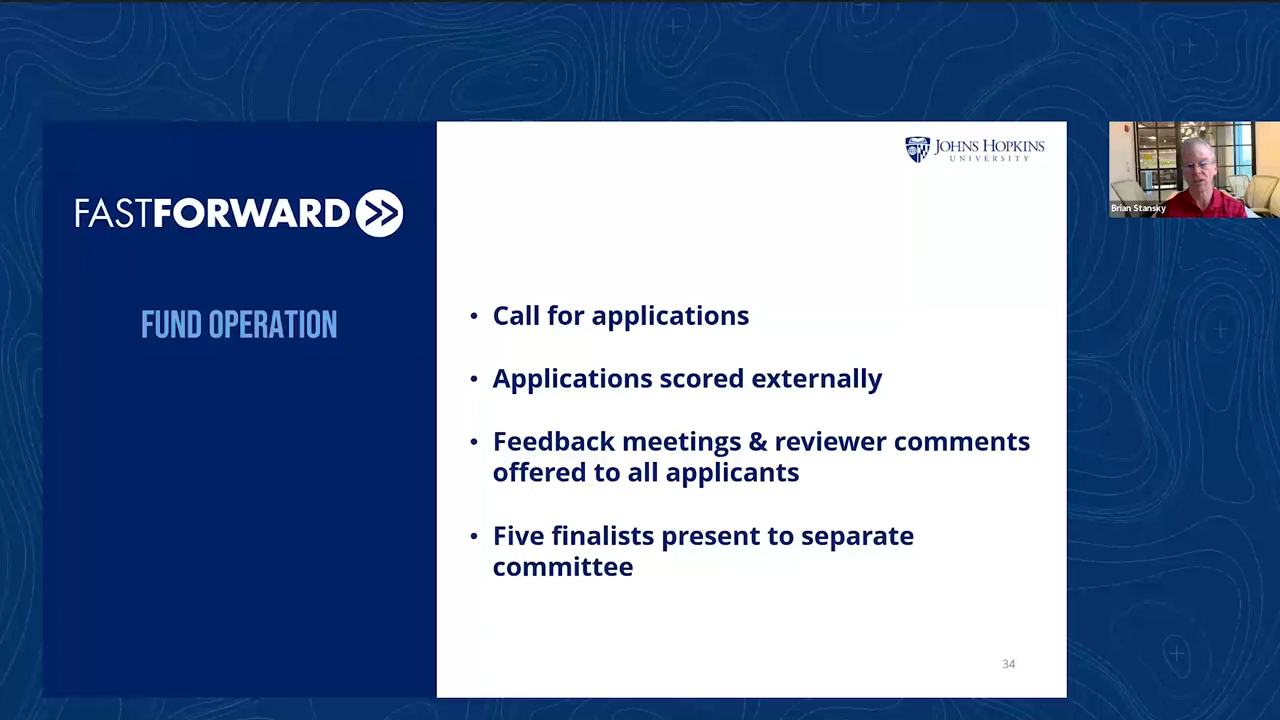 JOHNS HOPKINS
UNIVERSITY
FASTFORWARD
Brian Stansky
FUND OPERATION
• Call for applications
• Applications scored externally
• Feedback meetings & reviewer comments
offered to all applicants
• Five finalists present to separate
committee
34